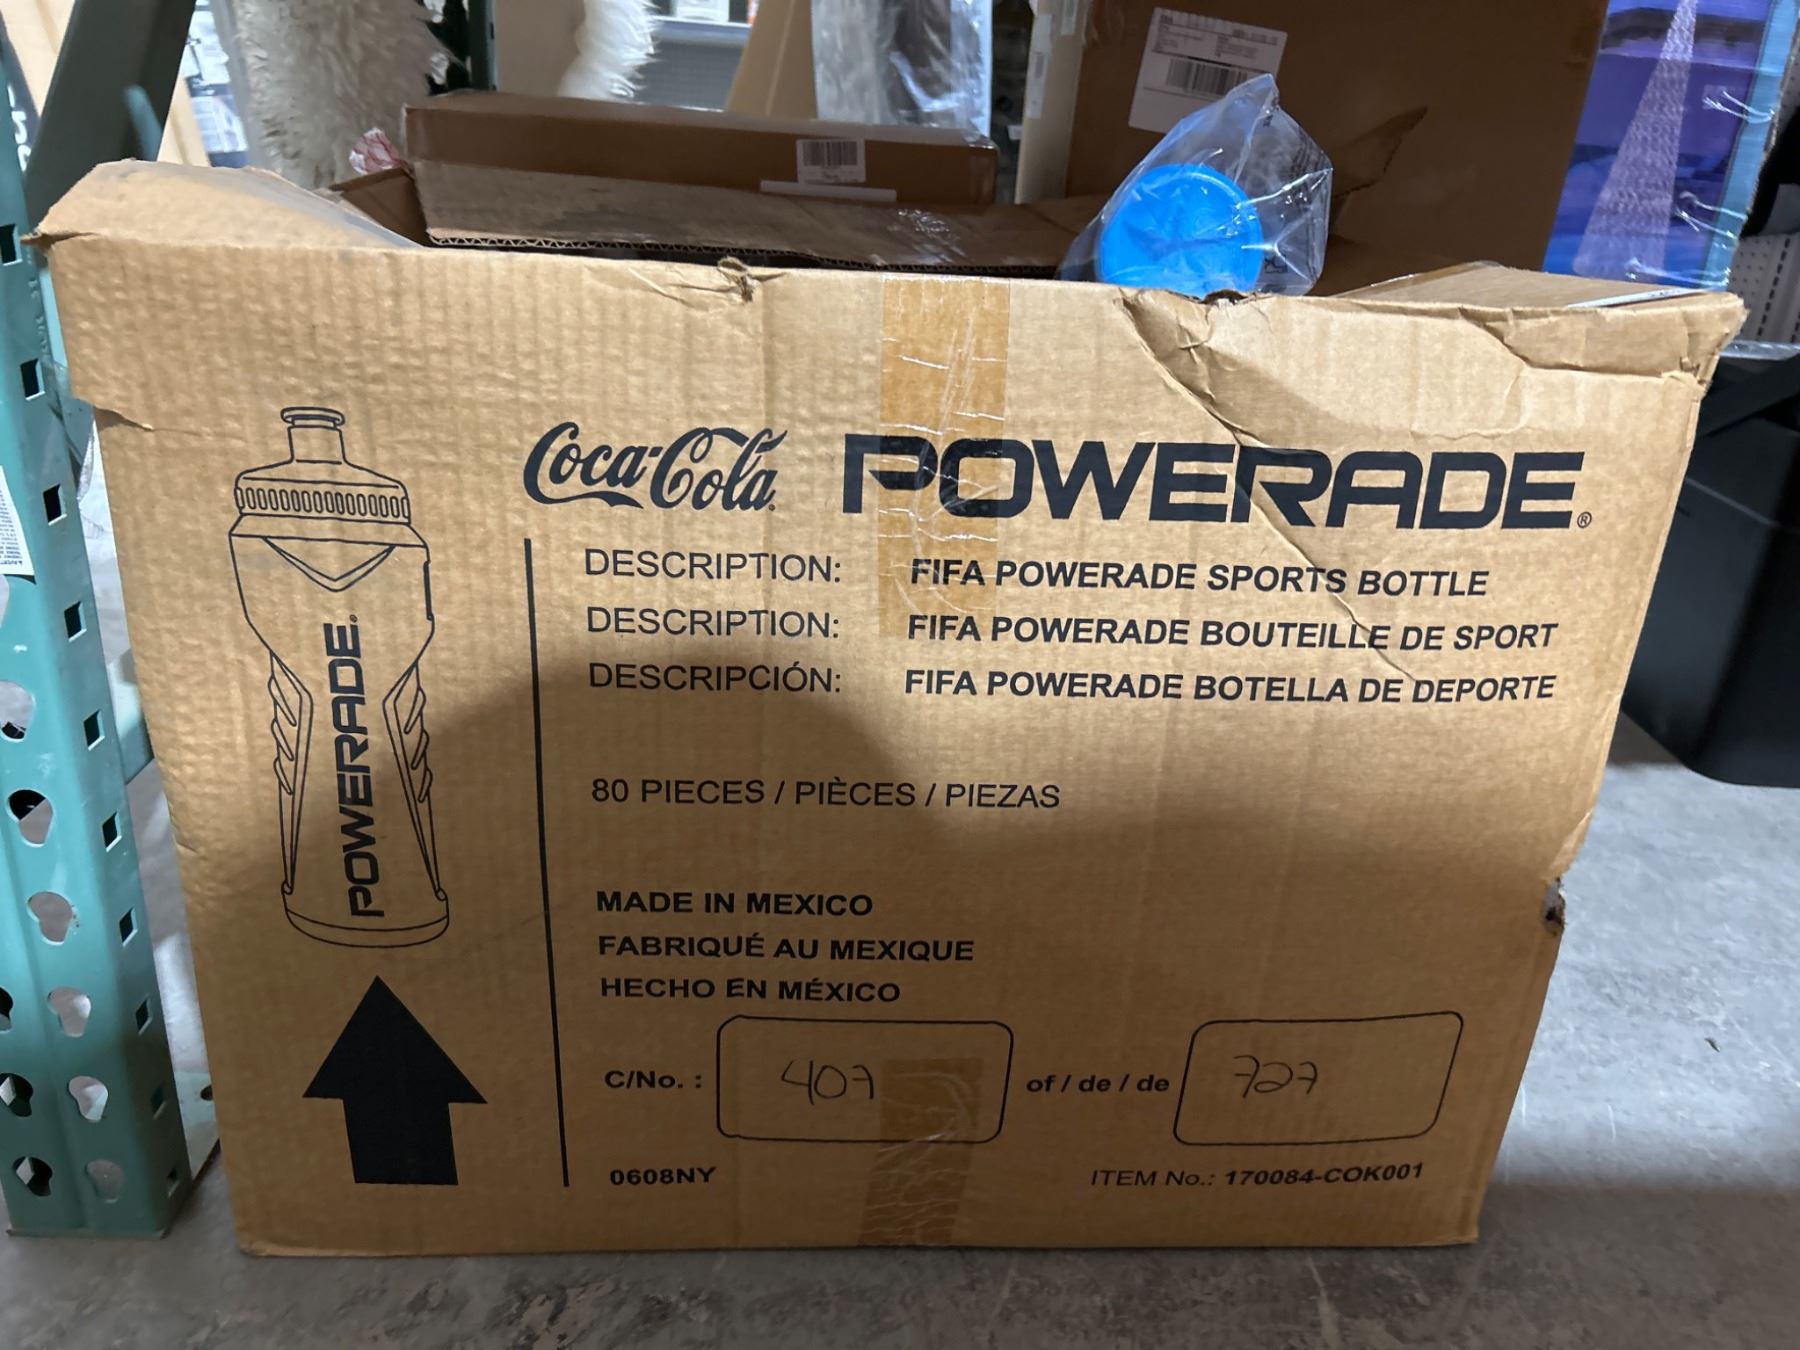 Coca-Cola POWERADE®
DESCRIPTION: FIFA POWERADE SPORTS BOTTLE
DESCRIPTION: FIFA POWERADE BOUTEILLE DE SPORT
DESCRIPCIÓN: FIFA POWERADE BOTELLA DE DEPORTE
POWERADE®
80 PIECES / PIÈCES / PIEZAS
MADE IN MEXICO
FABRIQUÉ AU MEXIQUE
HECHO EN MÉXICO
C/No. : 407 of / de / de 727
0608NY ITEM No.: 170084-COK001